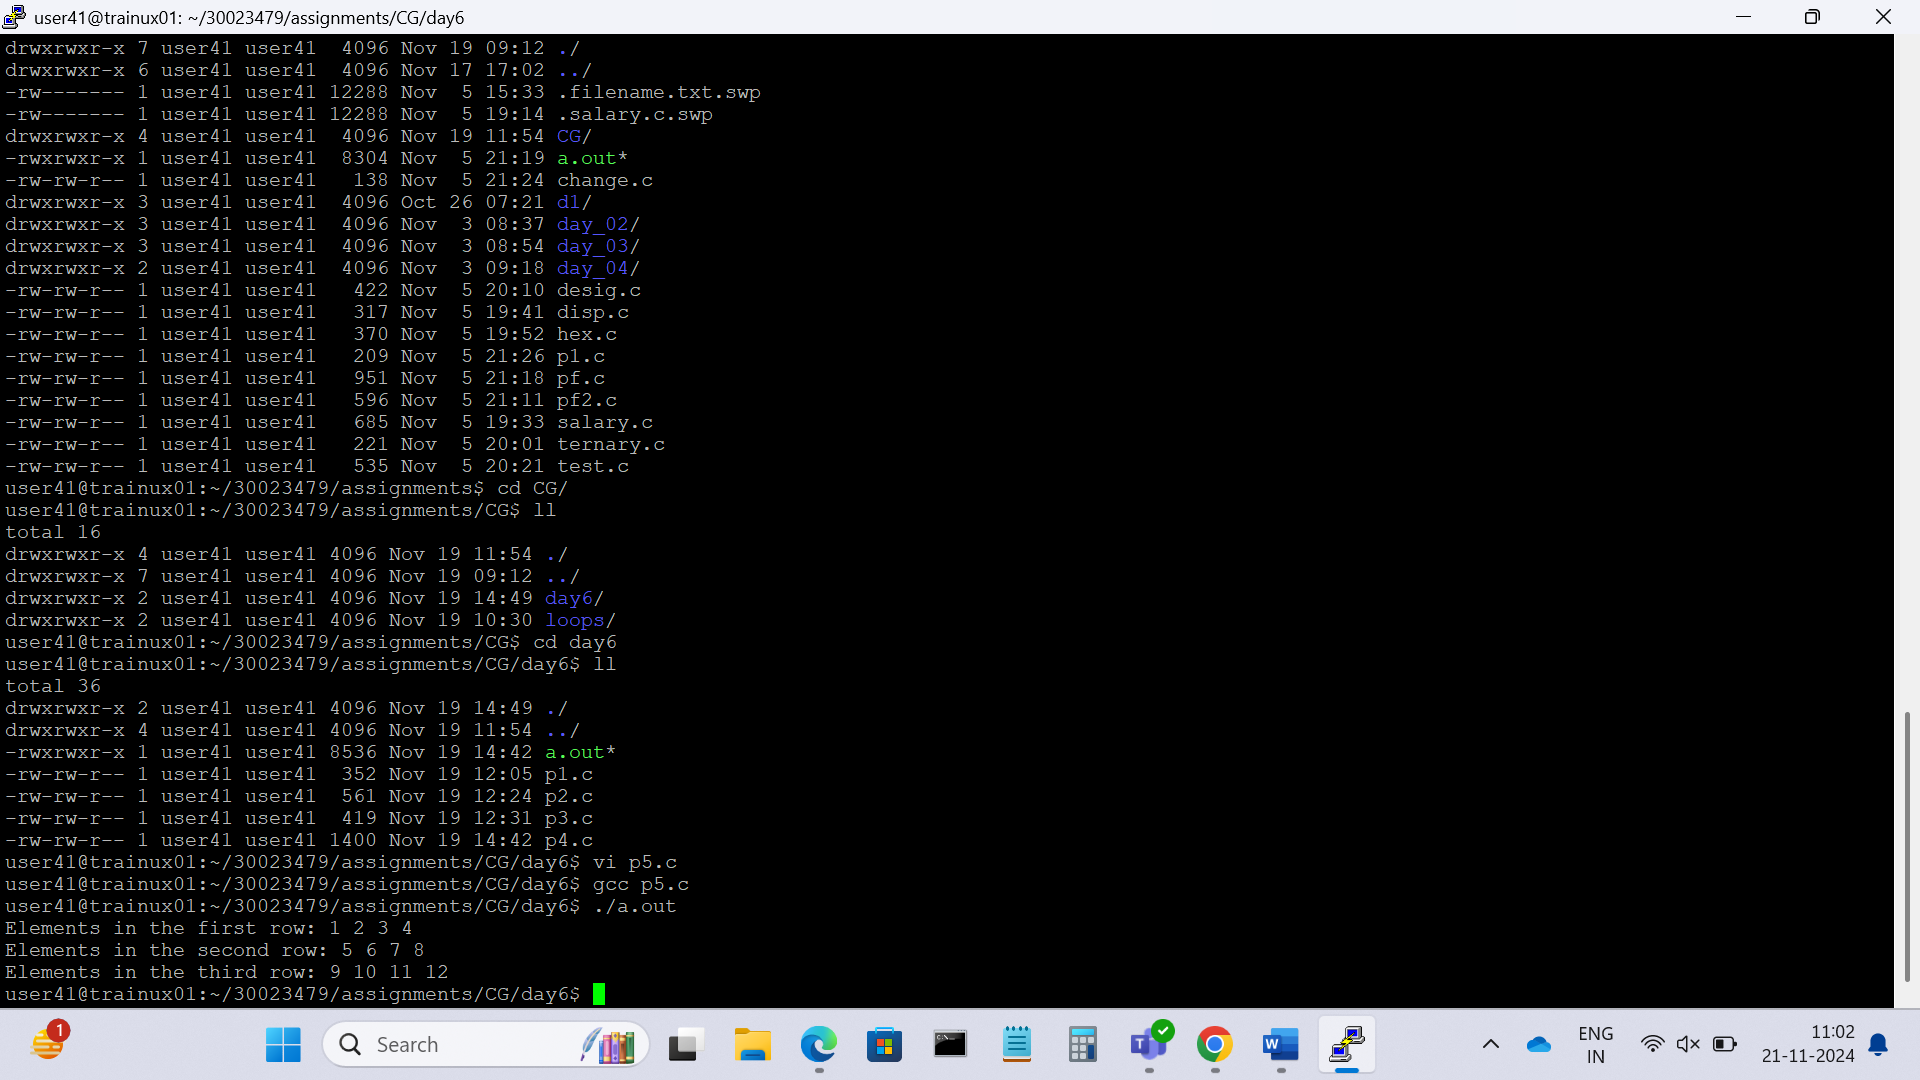 user41@trainux01: ~/30023479/assignments/CG/day6
drwxrwxr-x 7 user41 user41  4096 Nov 19 09:12 ./
drwxrwxr-x 6 user41 user41  4096 Nov 17 17:02 ../
-rw------- 1 user41 user41 12288 Nov  5 15:33 .filename.txt.swp
-rw------- 1 user41 user41 12288 Nov  5 19:14 .salary.c.swp
drwxrwxr-x 4 user41 user41  4096 Nov 19 11:54 CG/
-rwxrwxr-x 1 user41 user41  8304 Nov  5 21:19 a.out*
-rw-rw-r-- 1 user41 user41   138 Nov  5 21:24 change.c
drwxrwxr-x 3 user41 user41  4096 Oct 26 07:21 d1/
drwxrwxr-x 3 user41 user41  4096 Nov  3 08:37 day_02/
drwxrwxr-x 3 user41 user41  4096 Nov  3 08:54 day_03/
drwxrwxr-x 2 user41 user41  4096 Nov  3 09:18 day_04/
-rw-rw-r-- 1 user41 user41   422 Nov  5 20:10 desig.c
-rw-rw-r-- 1 user41 user41   317 Nov  5 19:41 disp.c
-rw-rw-r-- 1 user41 user41   370 Nov  5 19:52 hex.c
-rw-rw-r-- 1 user41 user41   209 Nov  5 21:26 p1.c
-rw-rw-r-- 1 user41 user41   951 Nov  5 21:18 pf.c
-rw-rw-r-- 1 user41 user41   596 Nov  5 21:11 pf2.c
-rw-rw-r-- 1 user41 user41   685 Nov  5 19:33 salary.c
-rw-rw-r-- 1 user41 user41   221 Nov  5 20:01 ternary.c
-rw-rw-r-- 1 user41 user41   535 Nov  5 20:21 test.c
user41@trainux01:~/30023479/assignments$ cd CG/
user41@trainux01:~/30023479/assignments/CG$ ll
total 16
drwxrwxr-x 4 user41 user41 4096 Nov 19 11:54 ./
drwxrwxr-x 7 user41 user41 4096 Nov 19 09:12 ../
drwxrwxr-x 2 user41 user41 4096 Nov 19 14:49 day6/
drwxrwxr-x 2 user41 user41 4096 Nov 19 10:30 loops/
user41@trainux01:~/30023479/assignments/CG$ cd day6
user41@trainux01:~/30023479/assignments/CG/day6$ ll
total 36
drwxrwxr-x 2 user41 user41 4096 Nov 19 14:49 ./
drwxrwxr-x 4 user41 user41 4096 Nov 19 11:54 ../
-rwxrwxr-x 1 user41 user41 8536 Nov 19 14:42 a.out*
-rw-rw-r-- 1 user41 user41  352 Nov 19 12:05 p1.c
-rw-rw-r-- 1 user41 user41  561 Nov 19 12:24 p2.c
-rw-rw-r-- 1 user41 user41  419 Nov 19 12:31 p3.c
-rw-rw-r-- 1 user41 user41 1400 Nov 19 14:42 p4.c
user41@trainux01:~/30023479/assignments/CG/day6$ vi p5.c
user41@trainux01:~/30023479/assignments/CG/day6$ gcc p5.c
user41@trainux01:~/30023479/assignments/CG/day6$ ./a.out
Elements in the first row: 1 2 3 4
Elements in the second row: 5 6 7 8
Elements in the third row: 9 10 11 12
user41@trainux01:~/30023479/assignments/CG/day6$
1
Search
ENG
IN
11:02
21-11-2024